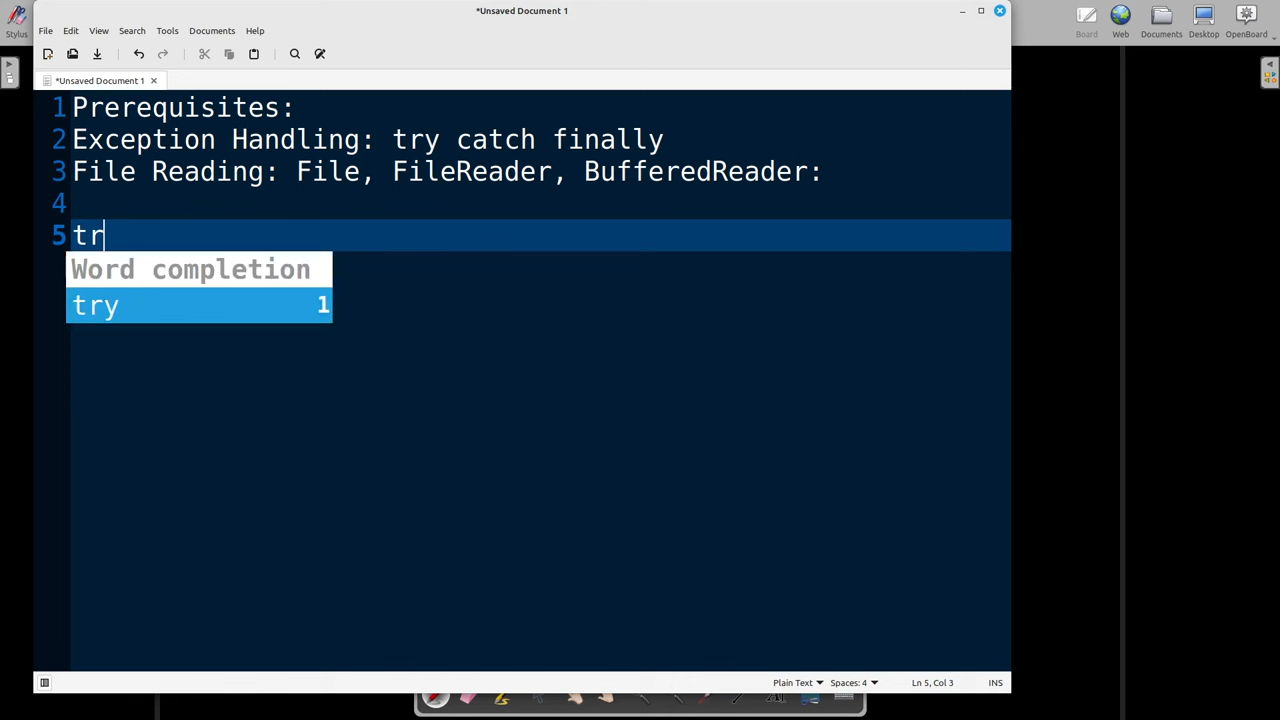 *Unsaved Document 1
Stylus
Board
Web
Documents
Desktop
OpenBoard
File
Edit
View
Search
Tools
Documents
Help
*Unsaved Document 1
1 Prerequisites:
2 Exception Handling: try catch finally
3 File Reading: File, FileReader, BufferedReader:
4
5 tr
Word completion
try 1
Plain Text
Spaces: 4
Ln 5, Col 3
INS